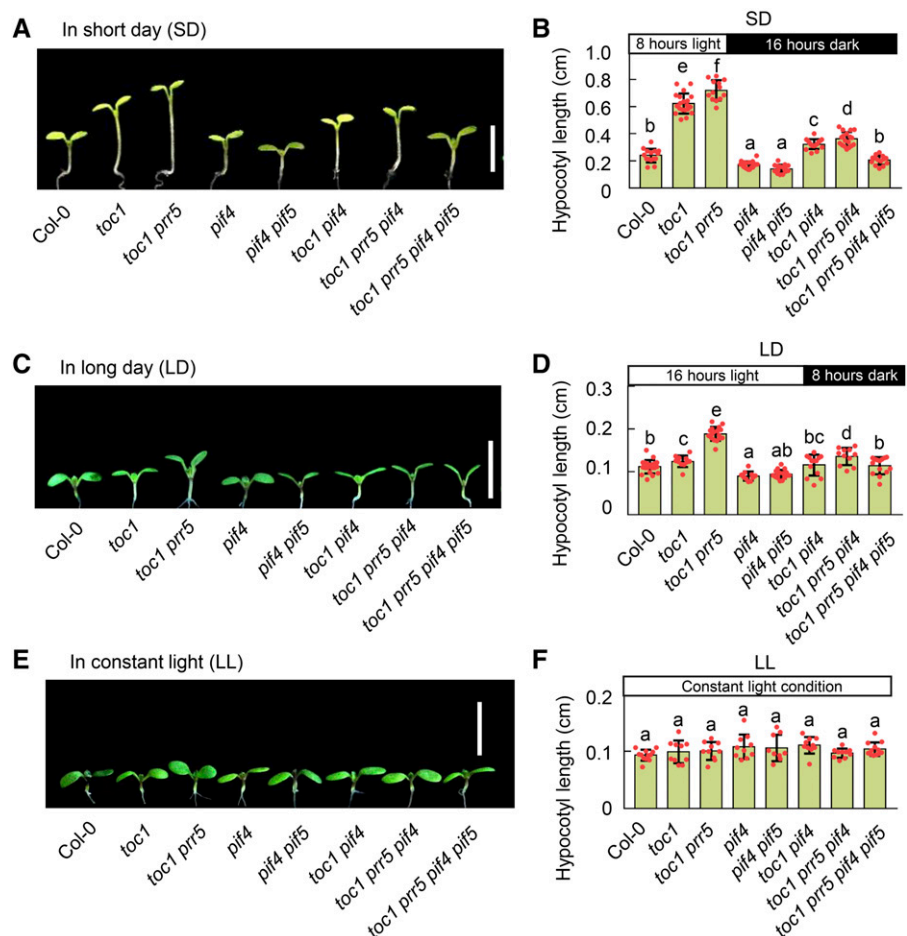 A In short day (SD)
Col-0
toc1
toc1 prr5
pif4
pif4 pif5
toc1 pif4
toc1 prr5 pif4
toc1 prr5 pif4 pif5
B SD
8 hours light 16 hours dark
Hypocotyl length (cm)
1.0
0.8
0.6
0.4
0.2
0
b e f a a c d b
Col-0
toc1
toc1 prr5
pif4
pif4 pif5
toc1 pif4
toc1 prr5 pif4
toc1 prr5 pif4 pif5
C In long day (LD)
Col-0
toc1
toc1 prr5
pif4
pif4 pif5
toc1 pif4
toc1 prr5 pif4
toc1 prr5 pif4 pif5
D LD
16 hours light 8 hours dark
Hypocotyl length (cm)
0.3
0.2
0.1
0
b c e a ab bc d b
Col-0
toc1
toc1 prr5
pif4
pif4 pif5
toc1 pif4
toc1 prr5 pif4
toc1 prr5 pif4 pif5
E In constant light (LL)
Col-0
toc1
toc1 prr5
pif4
pif4 pif5
toc1 pif4
toc1 prr5 pif4
toc1 prr5 pif4 pif5
F LL
Constant light condition
Hypocotyl length (cm)
0.2
0.1
0
a a a a a a a a
Col-0
toc1
toc1 prr5
pif4
pif4 pif5
toc1 pif4
toc1 prr5 pif4
toc1 prr5 pif4 pif5